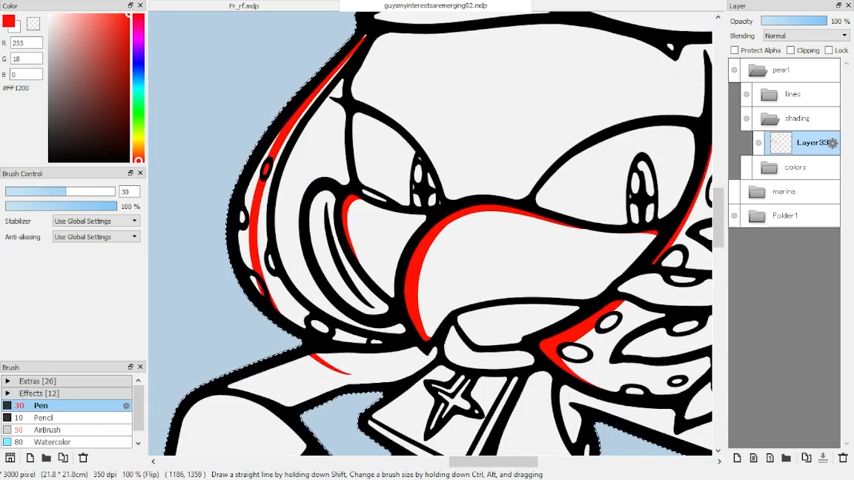 Color
Fr_rf.mdp
guysmyinterestsaremerging02.mdp
Layer
Opacity 100 %
Blending Normal
Protect Alpha Clipping Lock
R 255
G 18
B 0
#FF1200
pearl
lines
shading
Layer33
colors
marina
Folder1
Brush Control
30
100 %
Stabilizer Use Global Settings
Anti-aliasing Use Global Settings
Brush
Extras [20]
Effects [12]
30 Pen
10 Pencil
50 AirBrush
80 Watercolor
* 3000 pixel (21.8 * 21.8cm) 350 dpi 100 % (Flip) (1186, 1359) Draw a straight line by holding down Shift, Change a brush size by holding down Ctrl, Alt, and dragging